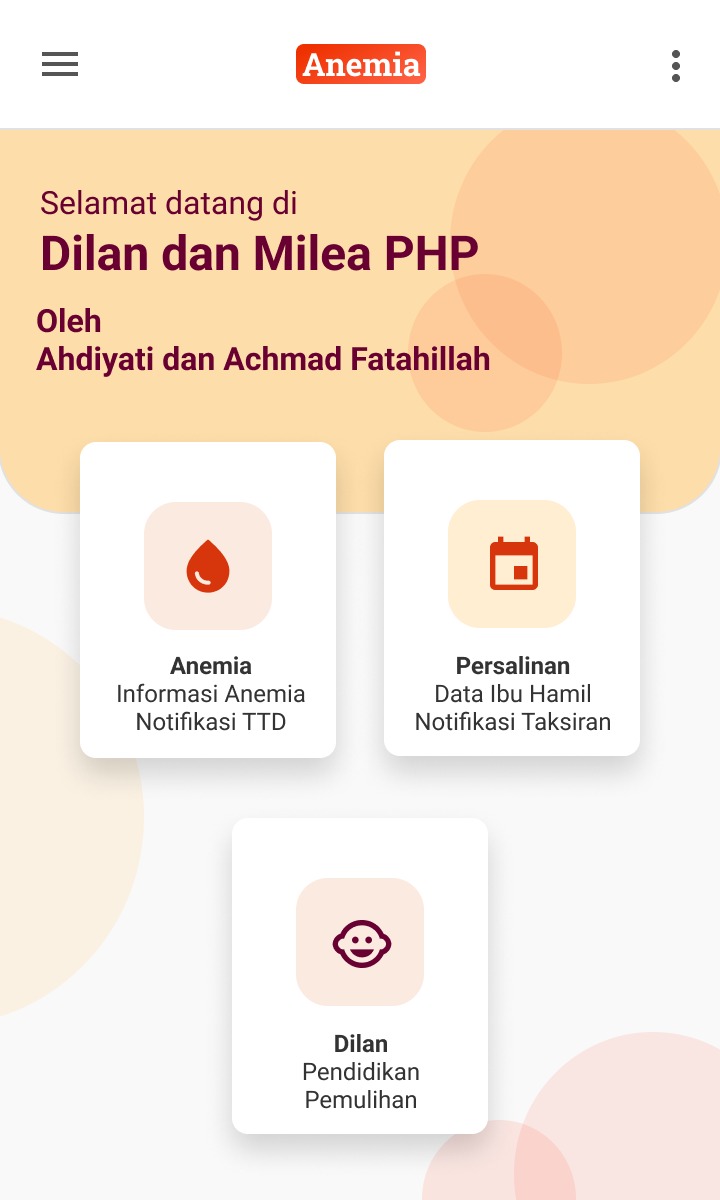 Anemia
Selamat datang di
Dilan dan Milea PHP
Oleh
Ahdiyati dan Achmad Fatahillah
Anemia
Informasi Anemia
Notifikasi TTD
Persalinan
Data Ibu Hamil
Notifikasi Taksiran
Dilan
Pendidikan
Pemulihan